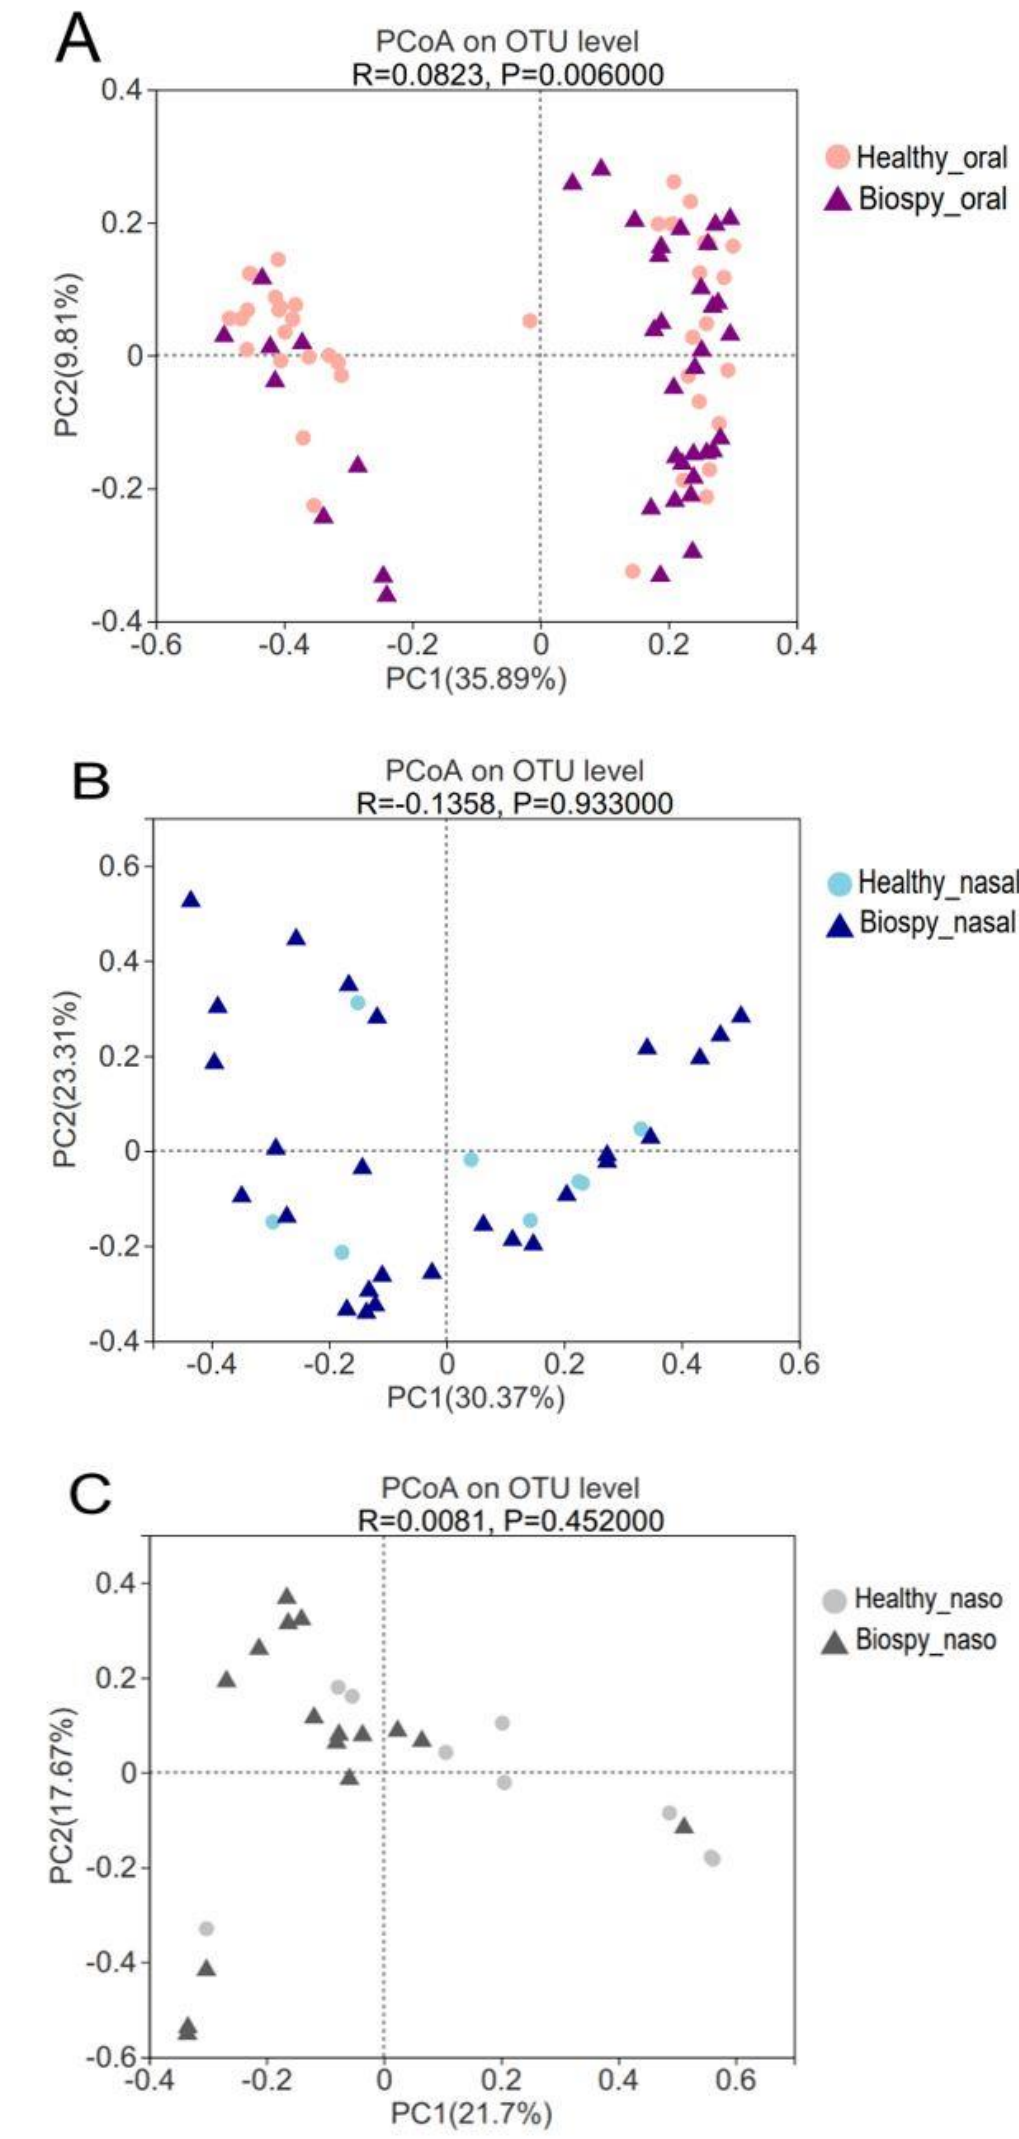 A
PCoA on OTU level
R=0.0823, P=0.006000
0.4
0.2
0
-0.2
-0.4
PC2(9.81%)
-0.6
-0.4
-0.2
0
0.2
0.4
PC1(35.89%)
Healthy_oral
Biospy_oral
B
PCoA on OTU level
R=-0.1358, P=0.933000
0.6
0.4
0.2
0
-0.2
-0.4
PC2(23.31%)
-0.4
-0.2
0
0.2
0.4
0.6
PC1(30.37%)
Healthy_nasal
Biospy_nasal
C
PCoA on OTU level
R=0.0081, P=0.452000
0.4
0.2
0
-0.2
-0.4
-0.6
PC2(17.67%)
-0.4
-0.2
0
0.2
0.4
0.6
PC1(21.7%)
Healthy_naso
Biospy_naso